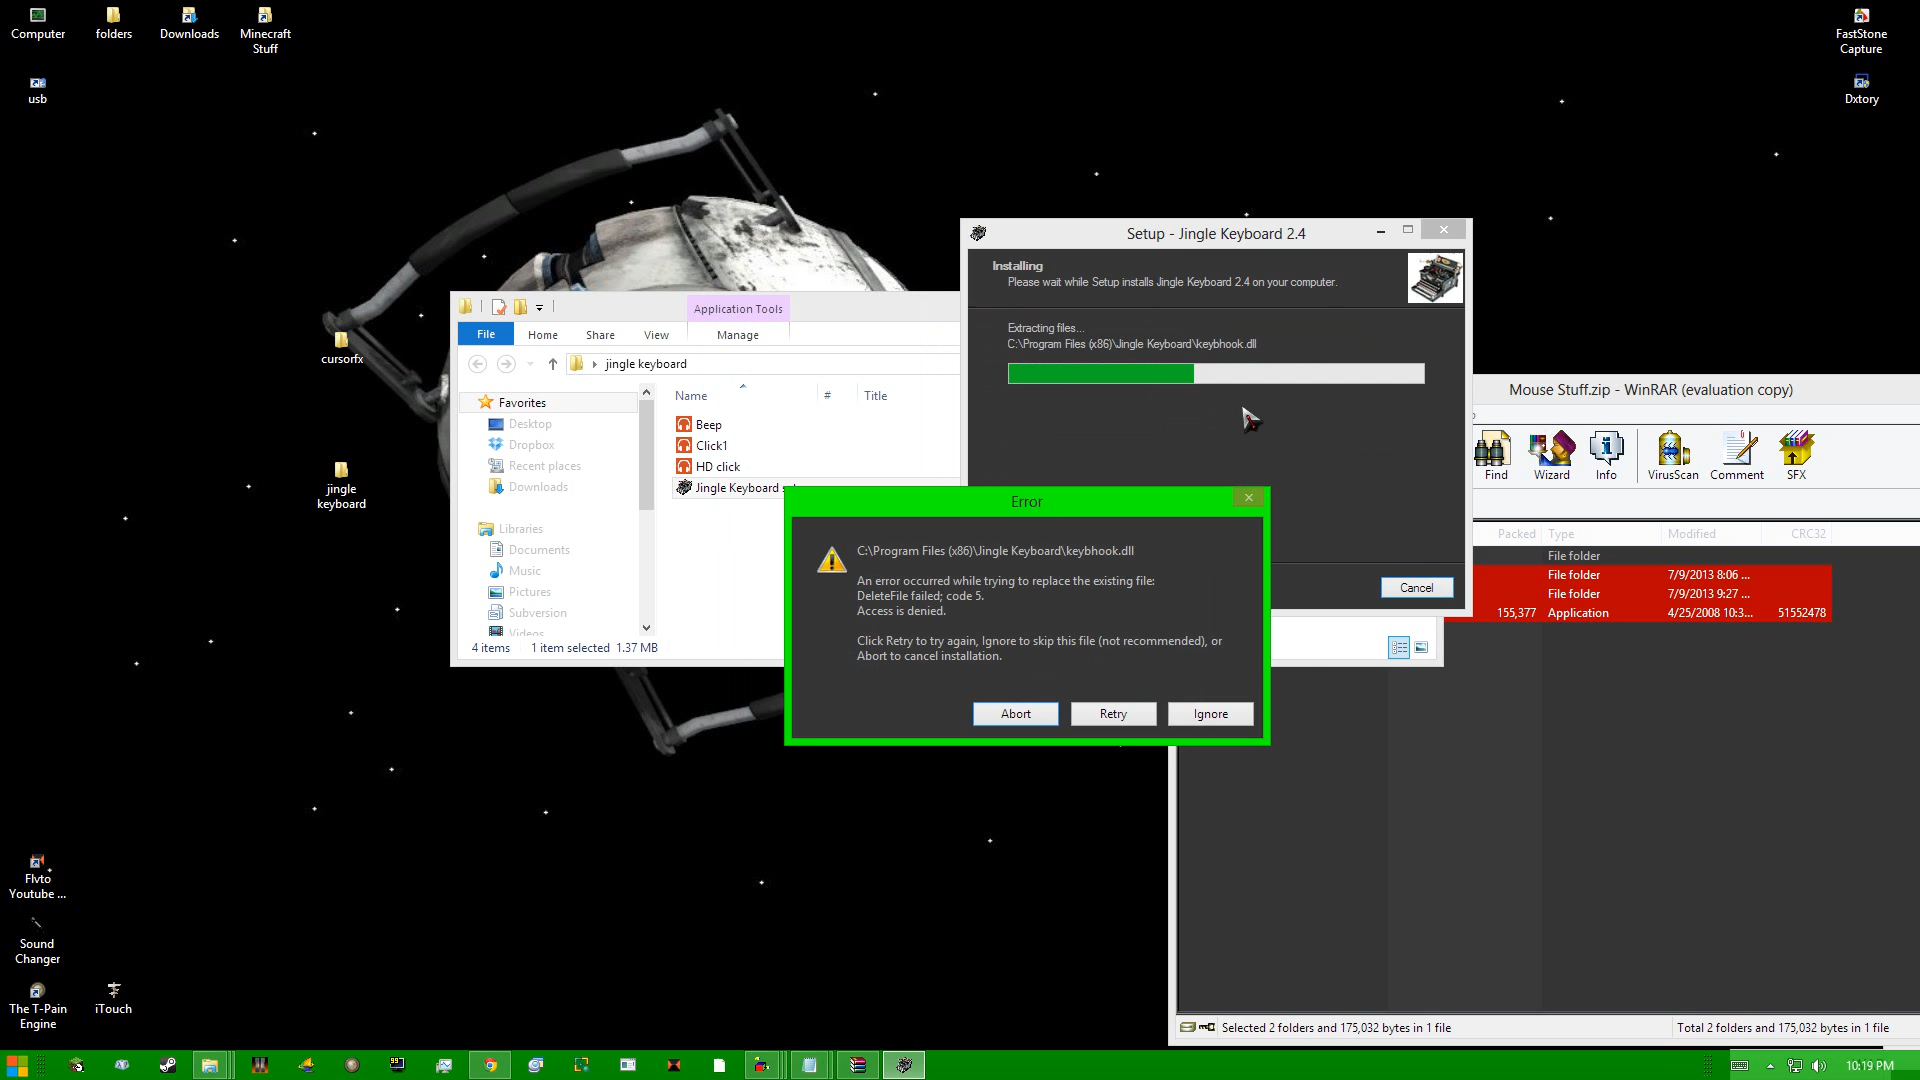 Computer
folders
Downloads
Minecraft
Stuff
usb
FastStone
Capture
Dxtory
cursorfx
jingle
keyboard
Application Tools
File
Home
Share
View
Manage
jingle keyboard
Favorites
Desktop
Dropbox
Recent places
Downloads
Libraries
Documents
Music
Pictures
Subversion
Videos
Name
#
Title
Beep
Click1
HD click
Jingle Keyboard
4 items
1 item selected 1.37 MB
Setup - Jingle Keyboard 2.4
Installing
Please wait while Setup installs Jingle Keyboard 2.4 on your computer.
Extracting files...
C:\Program Files (x86)\Jingle Keyboard\keybhook.dll
Cancel
Error
C:\Program Files (x86)\Jingle Keyboard\keybhook.dll
An error occurred while trying to replace the existing file:
DeleteFile failed; code 5.
Access is denied.
Click Retry to try again, Ignore to skip this file (not recommended), or
Abort to cancel installation.
Abort
Retry
Ignore
Mouse Stuff.zip - WinRAR (evaluation copy)
Find
Wizard
Info
VirusScan
Comment
SFX
Packed
Type
Modified
CRC32
File folder
File folder
7/9/2013 8:06 ...
File folder
7/9/2013 9:27 ...
155,377
Application
4/25/2008 10:3...
51552478
Selected 2 folders and 175,032 bytes in 1 file
Total 2 folders and 175,032 bytes in 1 file
Flvto
Youtube ...
Sound
Changer
The T-Pain
Engine
iTouch
99
10:19 PM